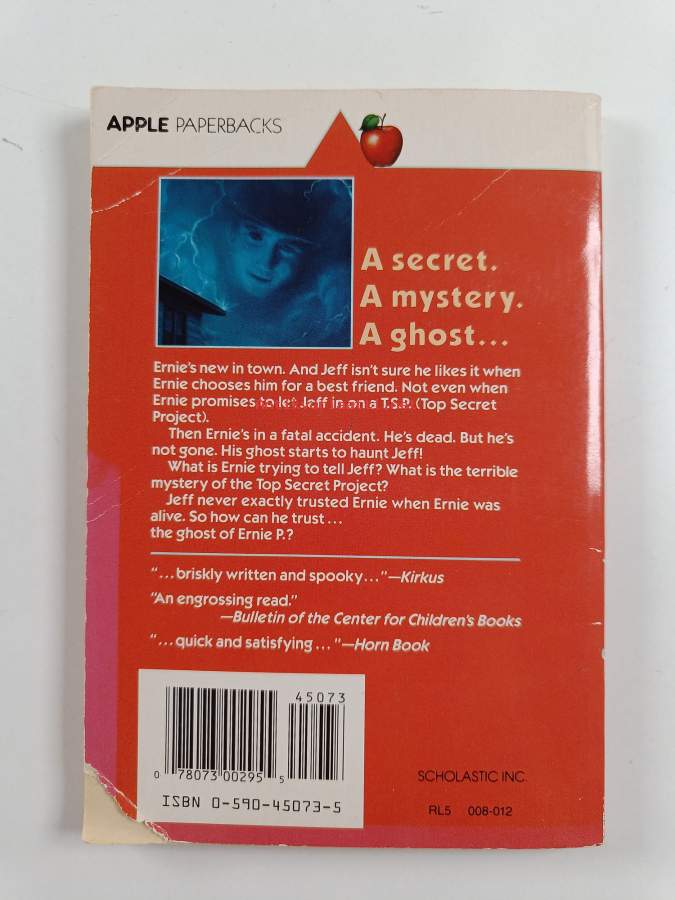 APPLE PAPERBACKS
A secret.
A mystery.
A ghost...
Ernie's new in town. And Jeff isn't sure he likes it when
Ernie chooses him for a best friend. Not even when
Ernie promises to let Jeff in on a T.S.P. (Top Secret
Project).
Then Ernie's in a fatal accident. He's dead. But he's
not gone. His ghost starts to haunt Jeff!
What is Ernie trying to tell Jeff? What is the terrible
mystery of the Top Secret Project?
Jeff never exactly trusted Ernie when Ernie was
alive. So how can he trust...
the ghost of Ernie P.?
"...briskly written and spooky..."—Kirkus
"An engrossing read."
—Bulletin of the Center for Children's Books
"...quick and satisfying..."—Horn Book
45073
0 78073 00295 5
ISBN 0-590-45073-5
SCHOLASTIC INC.
RL5 008-012